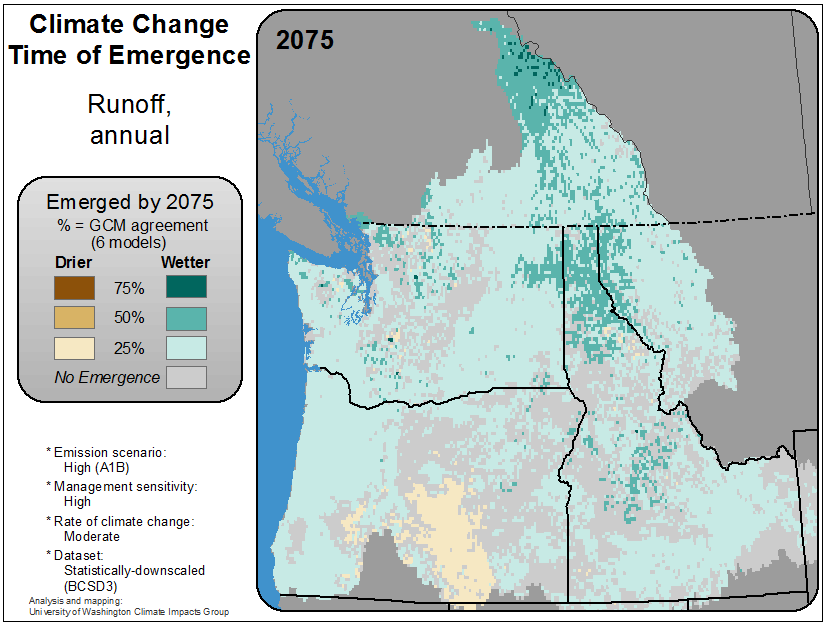 Climate Change
Time of Emergence
Runoff,
annual
2075
Emerged by 2075
% = GCM agreement
(6 models)
Drier Wetter
75%
50%
25%
No Emergence
* Emission scenario:
High (A1B)
* Management sensitivity:
High
* Rate of climate change:
Moderate
* Dataset:
Statistically-downscaled
(BCSD3)
Analysis and mapping:
University of Washington Climate Impacts Group